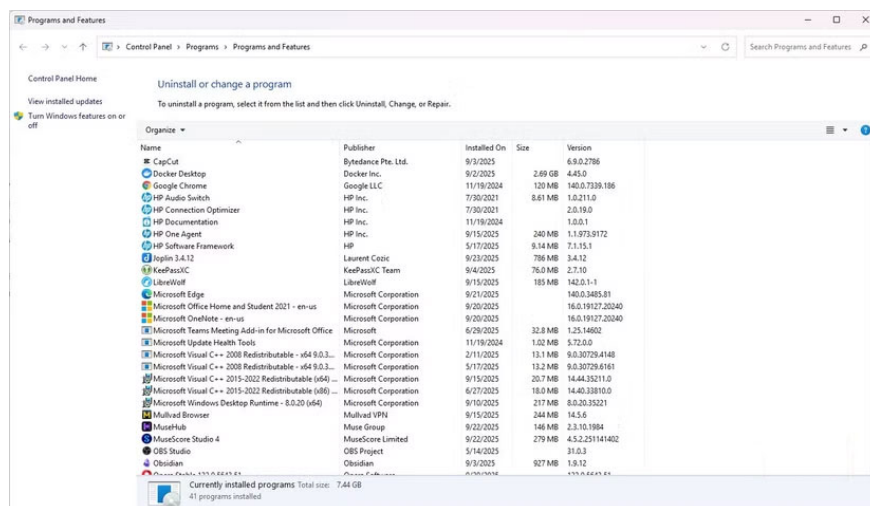 Programs and Features
Control Panel > Programs > Programs and Features
Search Programs and Features
Control Panel Home
View installed updates
Turn Windows features on or
off
Uninstall or change a program
To uninstall a program, select it from the list and then click Uninstall, Change, or Repair.
Organize
Name Publisher Installed On Size Version
CapCut Bytedance Pte. Ltd. 9/3/2025 6.9.0.2786
Docker Desktop Docker Inc. 9/2/2025 2.69 GB 4.45.0
Google Chrome Google LLC 11/19/2024 120 MB 140.0.7339.186
HP Audio Switch HP Inc. 7/30/2021 8.61 MB 1.0.211.0
HP Connection Optimizer HP Inc. 7/30/2021 2.0.19.0
HP Documentation HP Inc. 11/19/2024 1.0.0.1
HP One Agent HP Inc. 9/15/2025 240 MB 1.1.973.9172
HP Software Framework HP 5/17/2025 9.14 MB 7.1.15.1
Joplin 3.4.12 Laurent Cozic 9/23/2025 786 MB 3.4.12
KeePassXC KeePassXC Team 9/4/2025 76.0 MB 2.7.10
LibreWolf LibreWolf 9/15/2025 185 MB 142.0.1-1
Microsoft Edge Microsoft Corporation 9/21/2025 140.0.3485.81
Microsoft Office Home and Student 2021 - en-us Microsoft Corporation 9/20/2025 16.0.19127.20240
Microsoft OneNote - en-us Microsoft Corporation 9/20/2025 16.0.19127.20240
Microsoft Teams Meeting Add-in for Microsoft Office Microsoft 6/29/2025 32.8 MB 1.25.14602
Microsoft Update Health Tools Microsoft Corporation 11/19/2024 1.02 MB 5.72.0.0
Microsoft Visual C++ 2008 Redistributable - x64 9.0.3... Microsoft Corporation 2/11/2025 13.1 MB 9.0.30729.4148
Microsoft Visual C++ 2008 Redistributable - x64 9.0.3... Microsoft Corporation 5/17/2025 13.2 MB 9.0.30729.6161
Microsoft Visual C++ 2015-2022 Redistributable (x64) ... Microsoft Corporation 9/15/2025 20.7 MB 14.44.35211.0
Microsoft Visual C++ 2015-2022 Redistributable (x86) ... Microsoft Corporation 6/27/2025 18.0 MB 14.40.33810.0
Microsoft Windows Desktop Runtime - 8.0.20 (x64) Microsoft Corporation 9/10/2025 217 MB 8.0.20.35221
Mullvad Browser Mullvad VPN 9/15/2025 244 MB 14.5.6
MuseHub Muse Group 9/22/2025 146 MB 2.3.10.1984
MuseScore Studio 4 MuseScore Limited 9/22/2025 279 MB 4.5.2.251141402
OBS Studio OBS Project 5/14/2025 31.0.3
Obsidian Obsidian 9/3/2025 927 MB 1.9.12
Currently installed programs Total size: 7.44 GB
41 programs installed